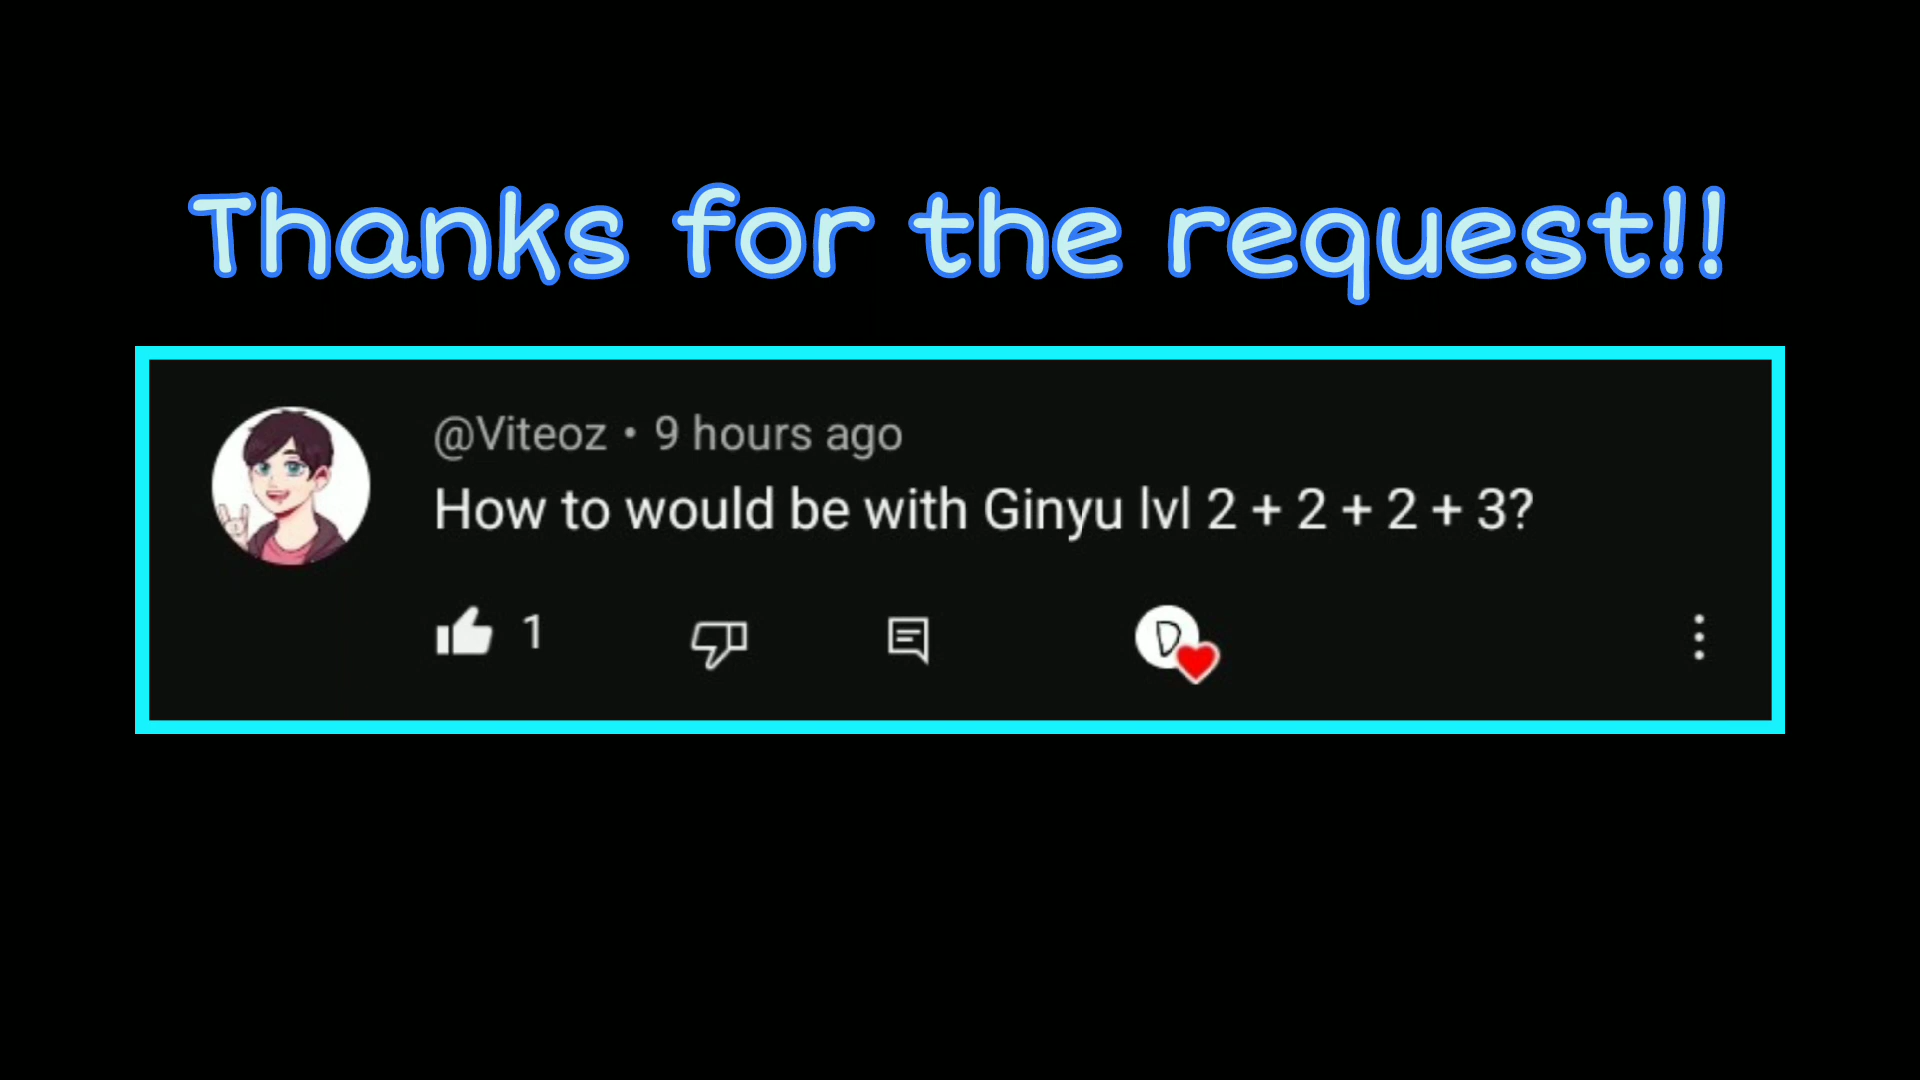 Thanks for the request!!
@Viteoz • 9 hours ago
How to would be with Ginyu lvl 2 + 2 + 2 + 3?
1
D